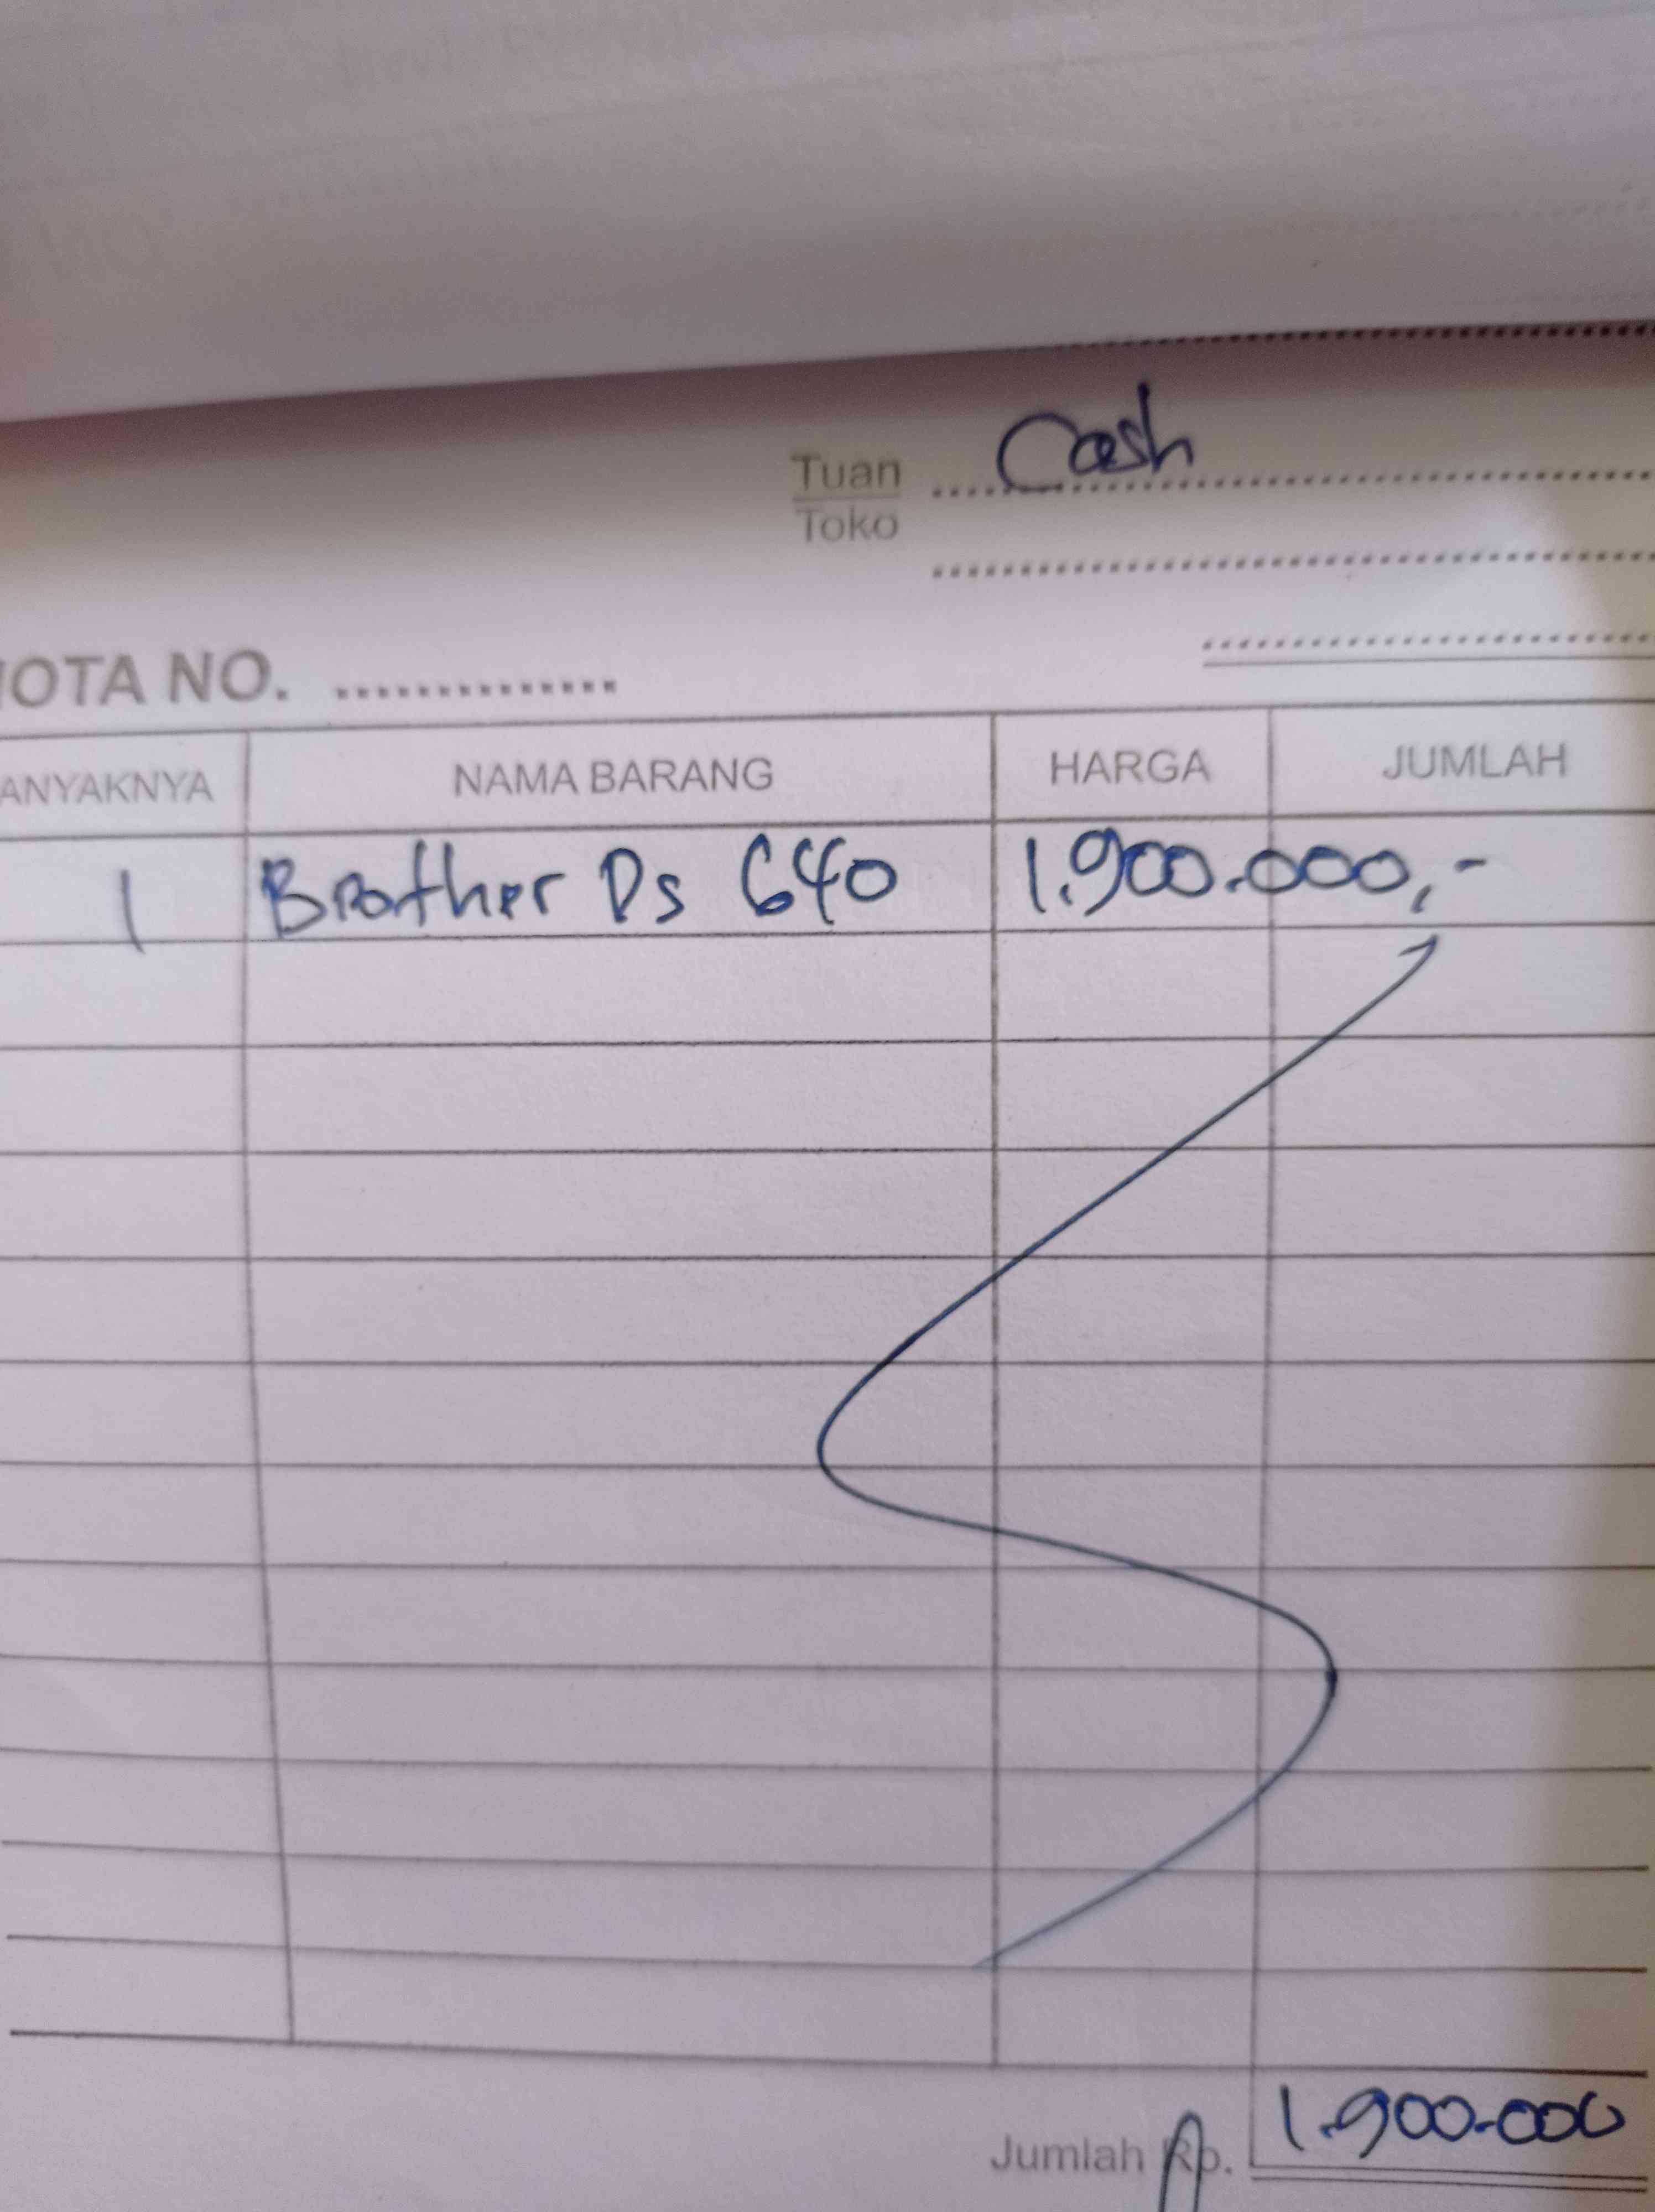 Tuan Cash
Toko
NOTA NO.
ANYAKNYA NAMA BARANG HARGA JUMLAH
1 Brother Ds 640 1.900.000,-
Jumlah Rp. 1.900.000